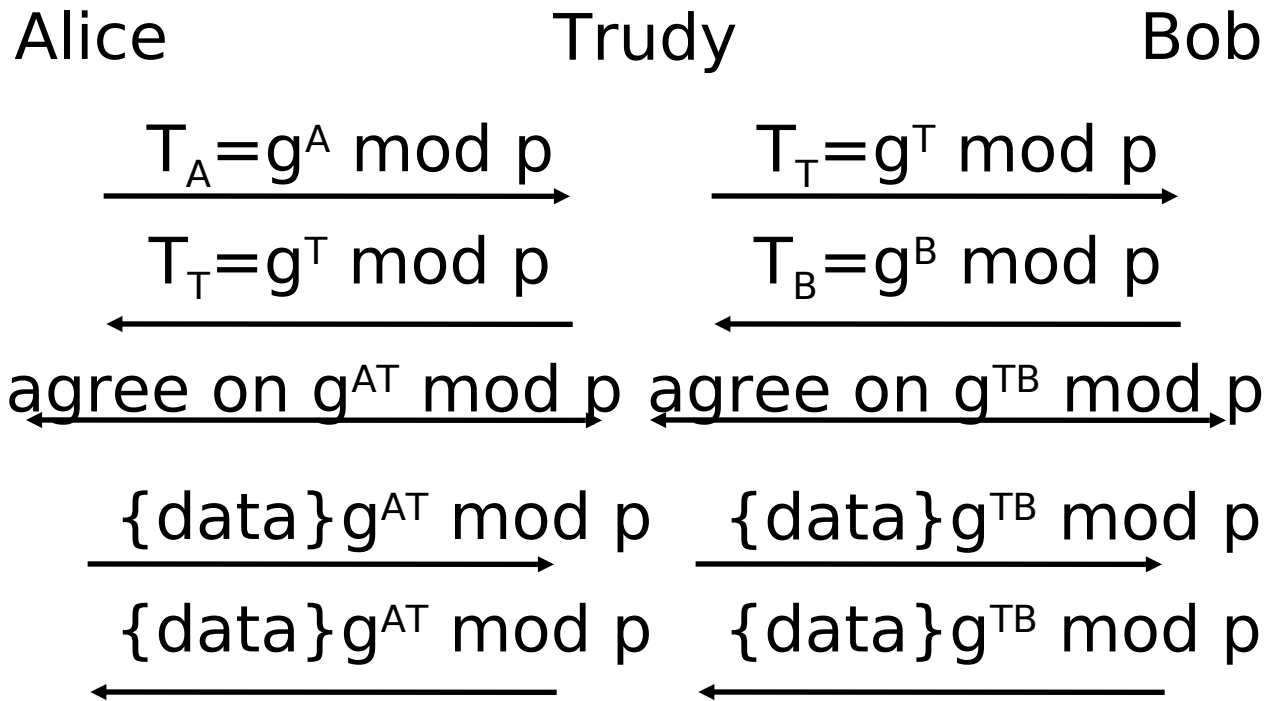 Alice Trudy Bob
T_A=g^A mod p T_T=g^T mod p
T_T=g^T mod p T_B=g^B mod p
agree on g^AT mod p agree on g^TB mod p
{data}g^AT mod p {data}g^TB mod p
{data}g^AT mod p {data}g^TB mod p